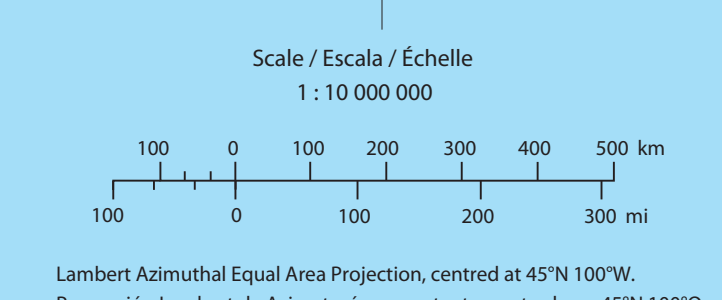 Scale / Escala / Échelle
1 : 10 000 000
100 0 100 200 300 400 500 km
100 0 100 200 300 mi
Lambert Azimuthal Equal Area Projection, centred at 45°N 100°W.